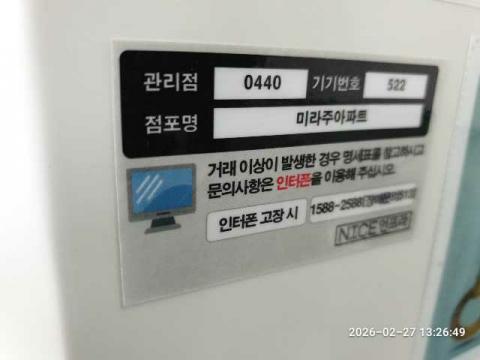 관리점 0440 기기번호 522
점포명 미라주아파트
거래 이상이 발생한 경우 명세표를 참고하시고
문의사항은 인터폰을 이용해 주십시오.
인터폰 고장 시 1588-2588
NICE
2026-02-27 13:26:49